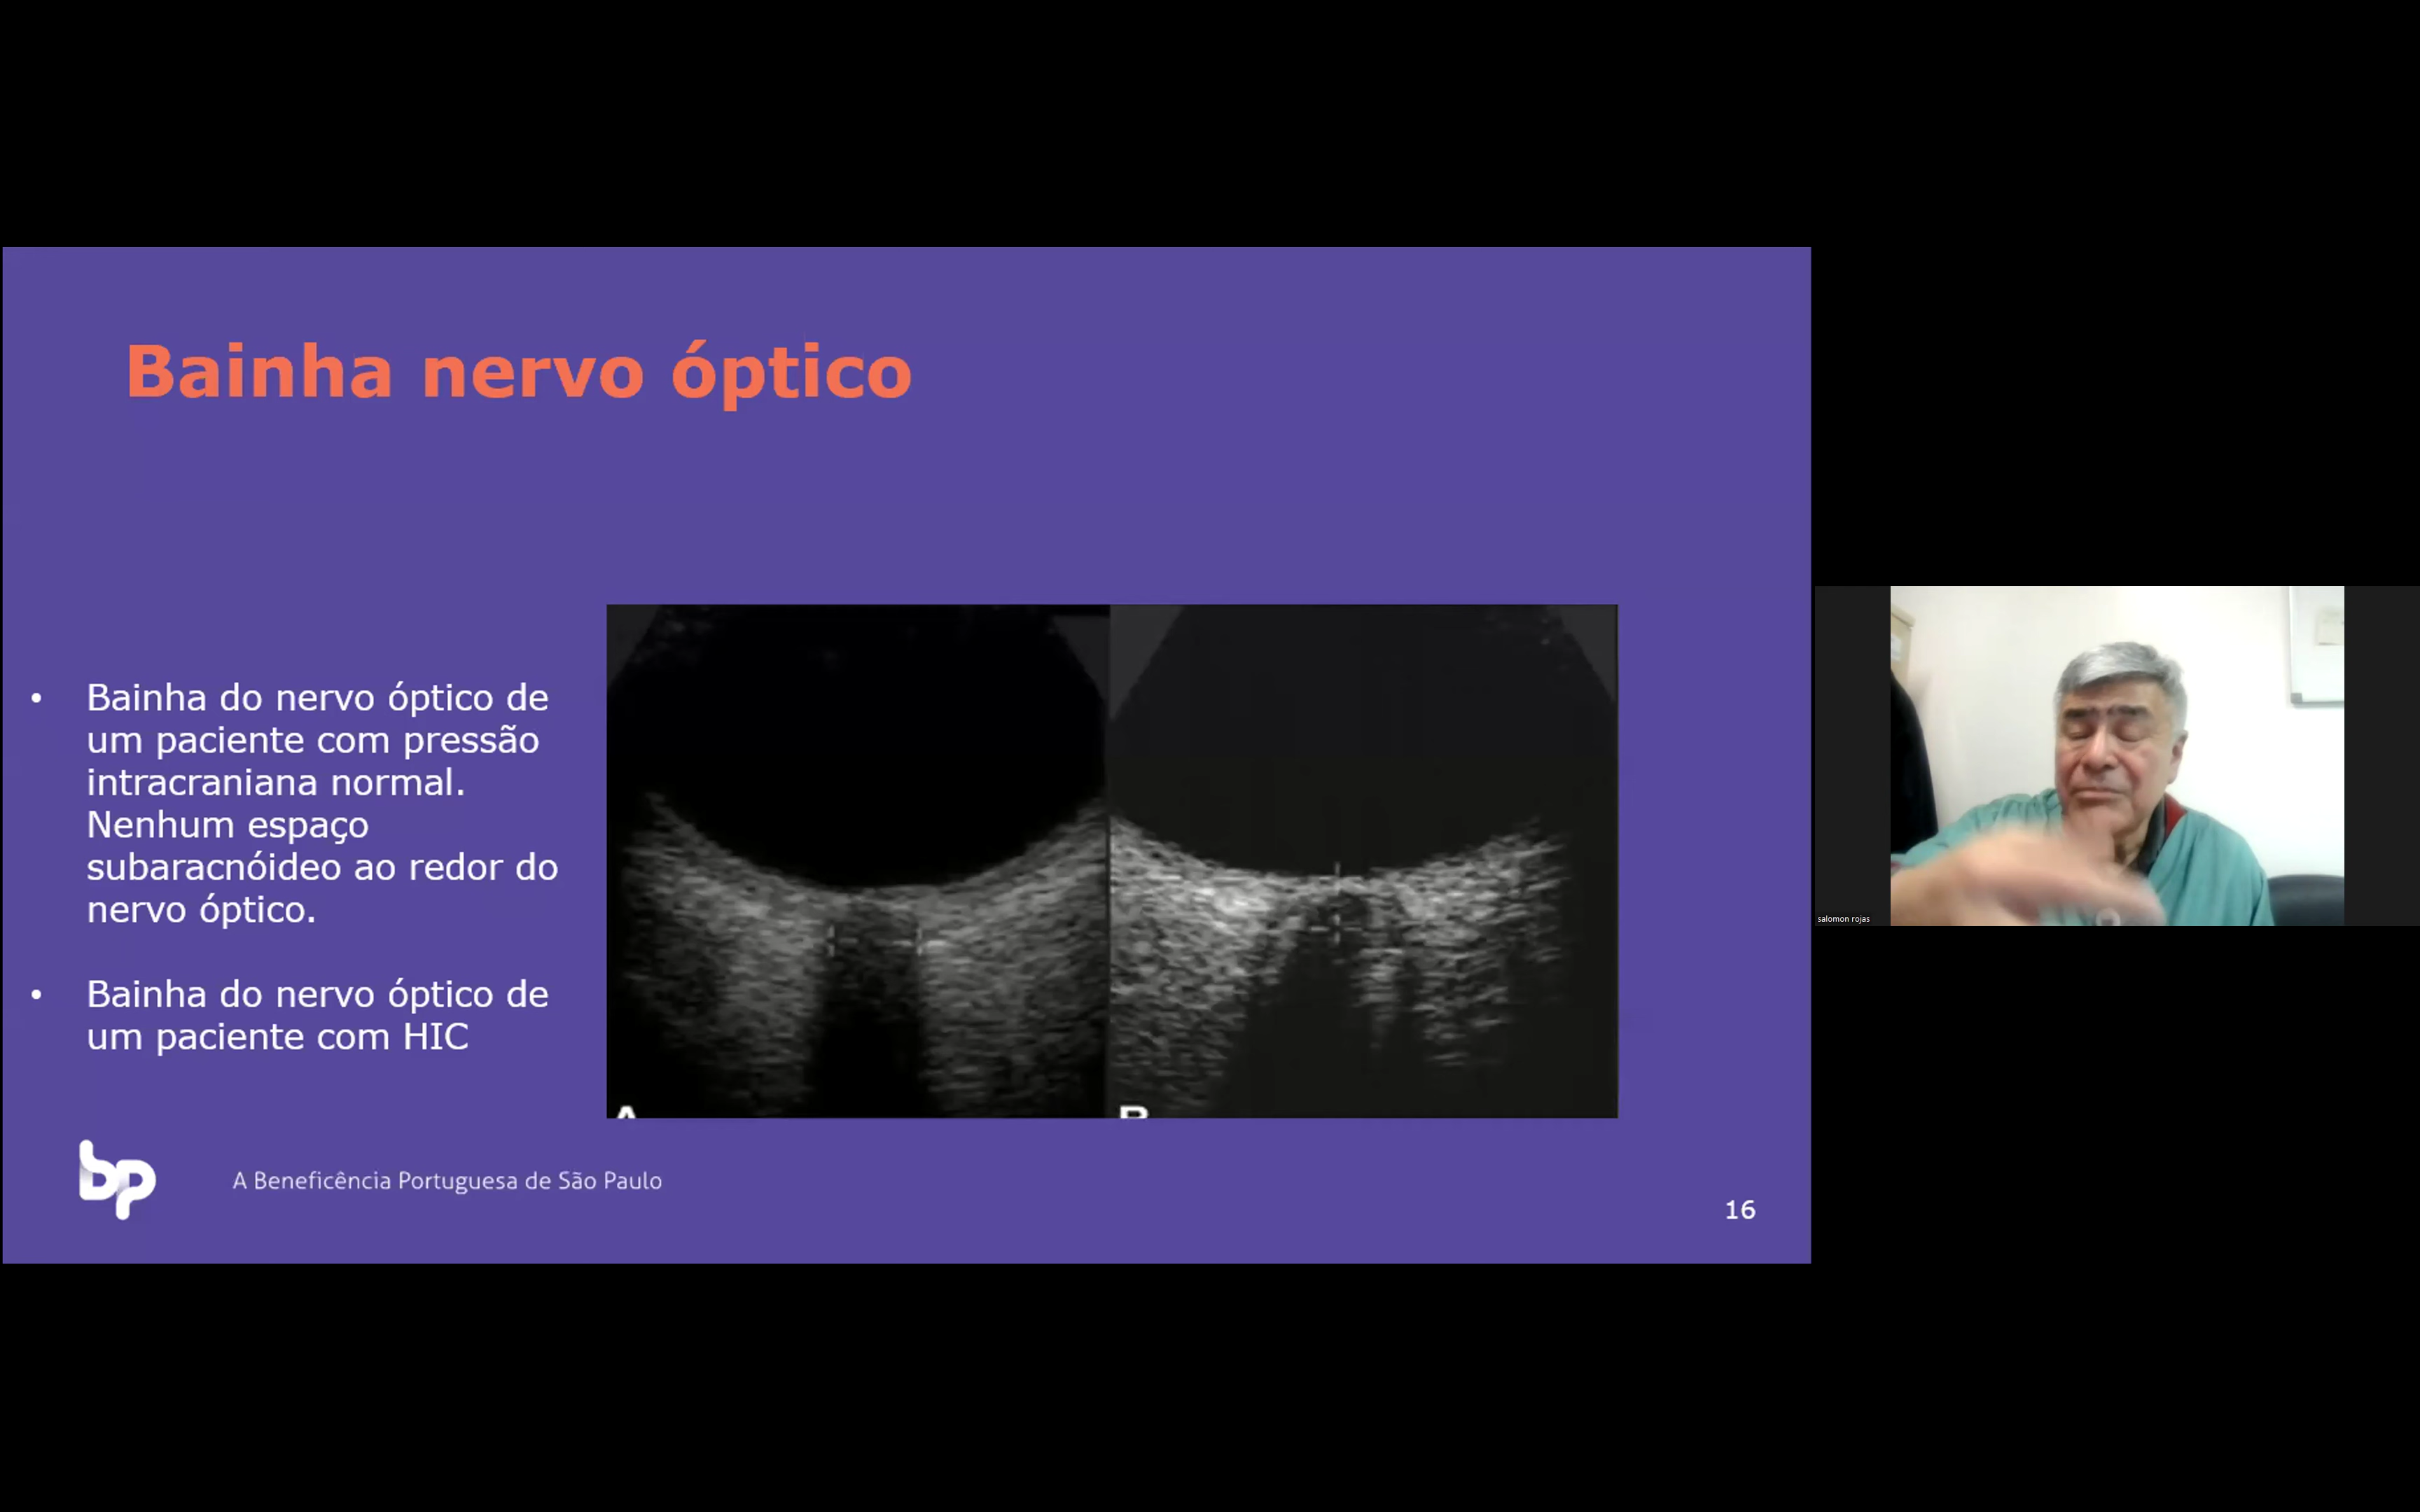 Bainha nervo óptico
• Bainha do nervo óptico de
um paciente com pressão
intracraniana normal.
Nenhum espaço
subaracnóideo ao redor do
nervo óptico.
• Bainha do nervo óptico de
um paciente com HIC
A B
bp
A Beneficência Portuguesa de São Paulo
16
salomon rojas